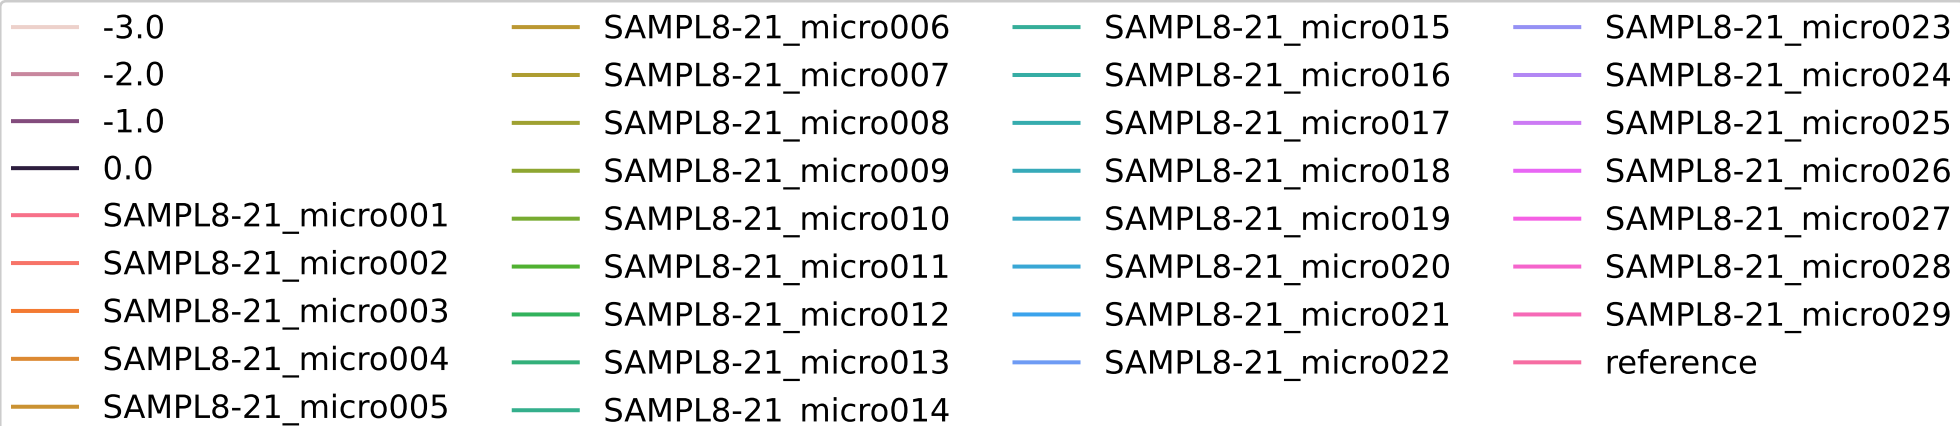 -3.0
-2.0
-1.0
0.0
SAMPL8-21_micro001
SAMPL8-21_micro002
SAMPL8-21_micro003
SAMPL8-21_micro004
SAMPL8-21_micro005
SAMPL8-21_micro006
SAMPL8-21_micro007
SAMPL8-21_micro008
SAMPL8-21_micro009
SAMPL8-21_micro010
SAMPL8-21_micro011
SAMPL8-21_micro012
SAMPL8-21_micro013
SAMPL8-21 micro014
SAMPL8-21_micro015
SAMPL8-21_micro016
SAMPL8-21_micro017
SAMPL8-21_micro018
SAMPL8-21_micro019
SAMPL8-21_micro020
SAMPL8-21_micro021
SAMPL8-21_micro022
SAMPL8-21_micro023
SAMPL8-21_micro024
SAMPL8-21_micro025
SAMPL8-21_micro026
SAMPL8-21_micro027
SAMPL8-21_micro028
SAMPL8-21_micro029
reference